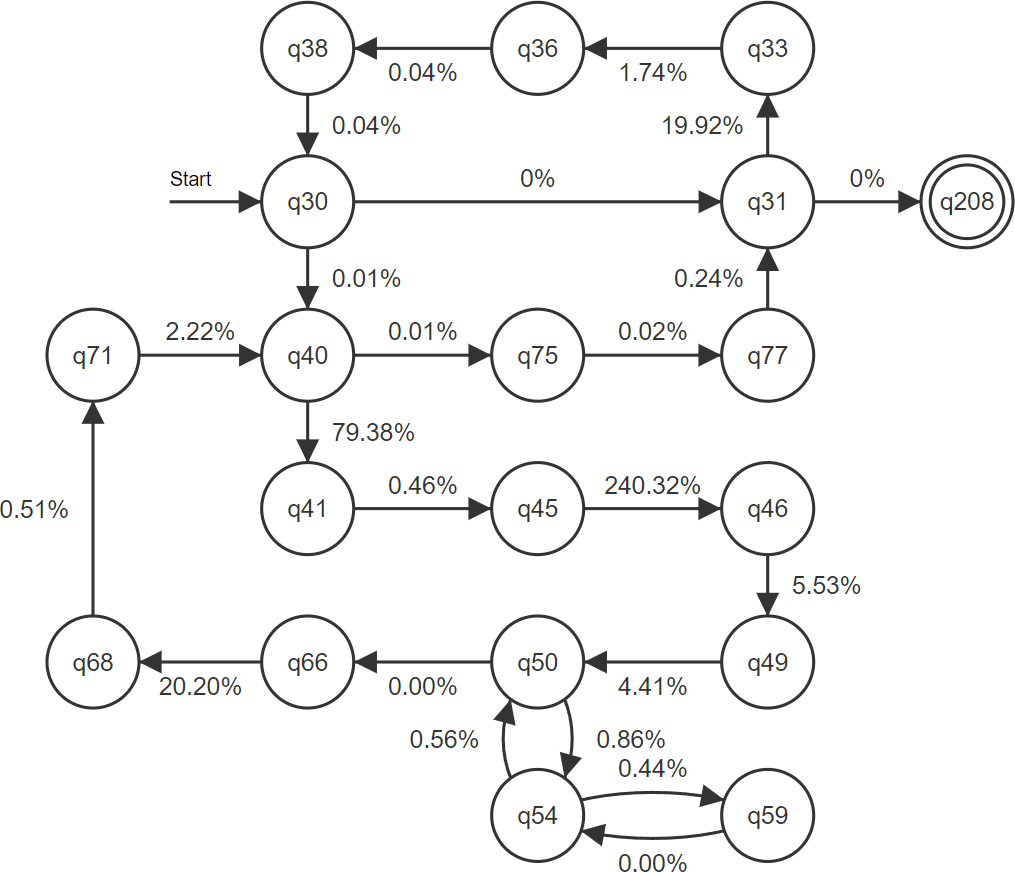 q38
q36
q33
0.04%
1.74%
0.04%
19.92%
Start
0%
0%
q30
q31
q208
0.01%
0.24%
2.22%
0.01%
0.02%
q71
q40
q75
q77
79.38%
0.46%
240.32%
q41
q45
q46
0.51%
5.53%
q68
q66
q50
q49
20.20%
0.00%
4.41%
0.56%
0.86%
0.44%
q54
q59
0.00%